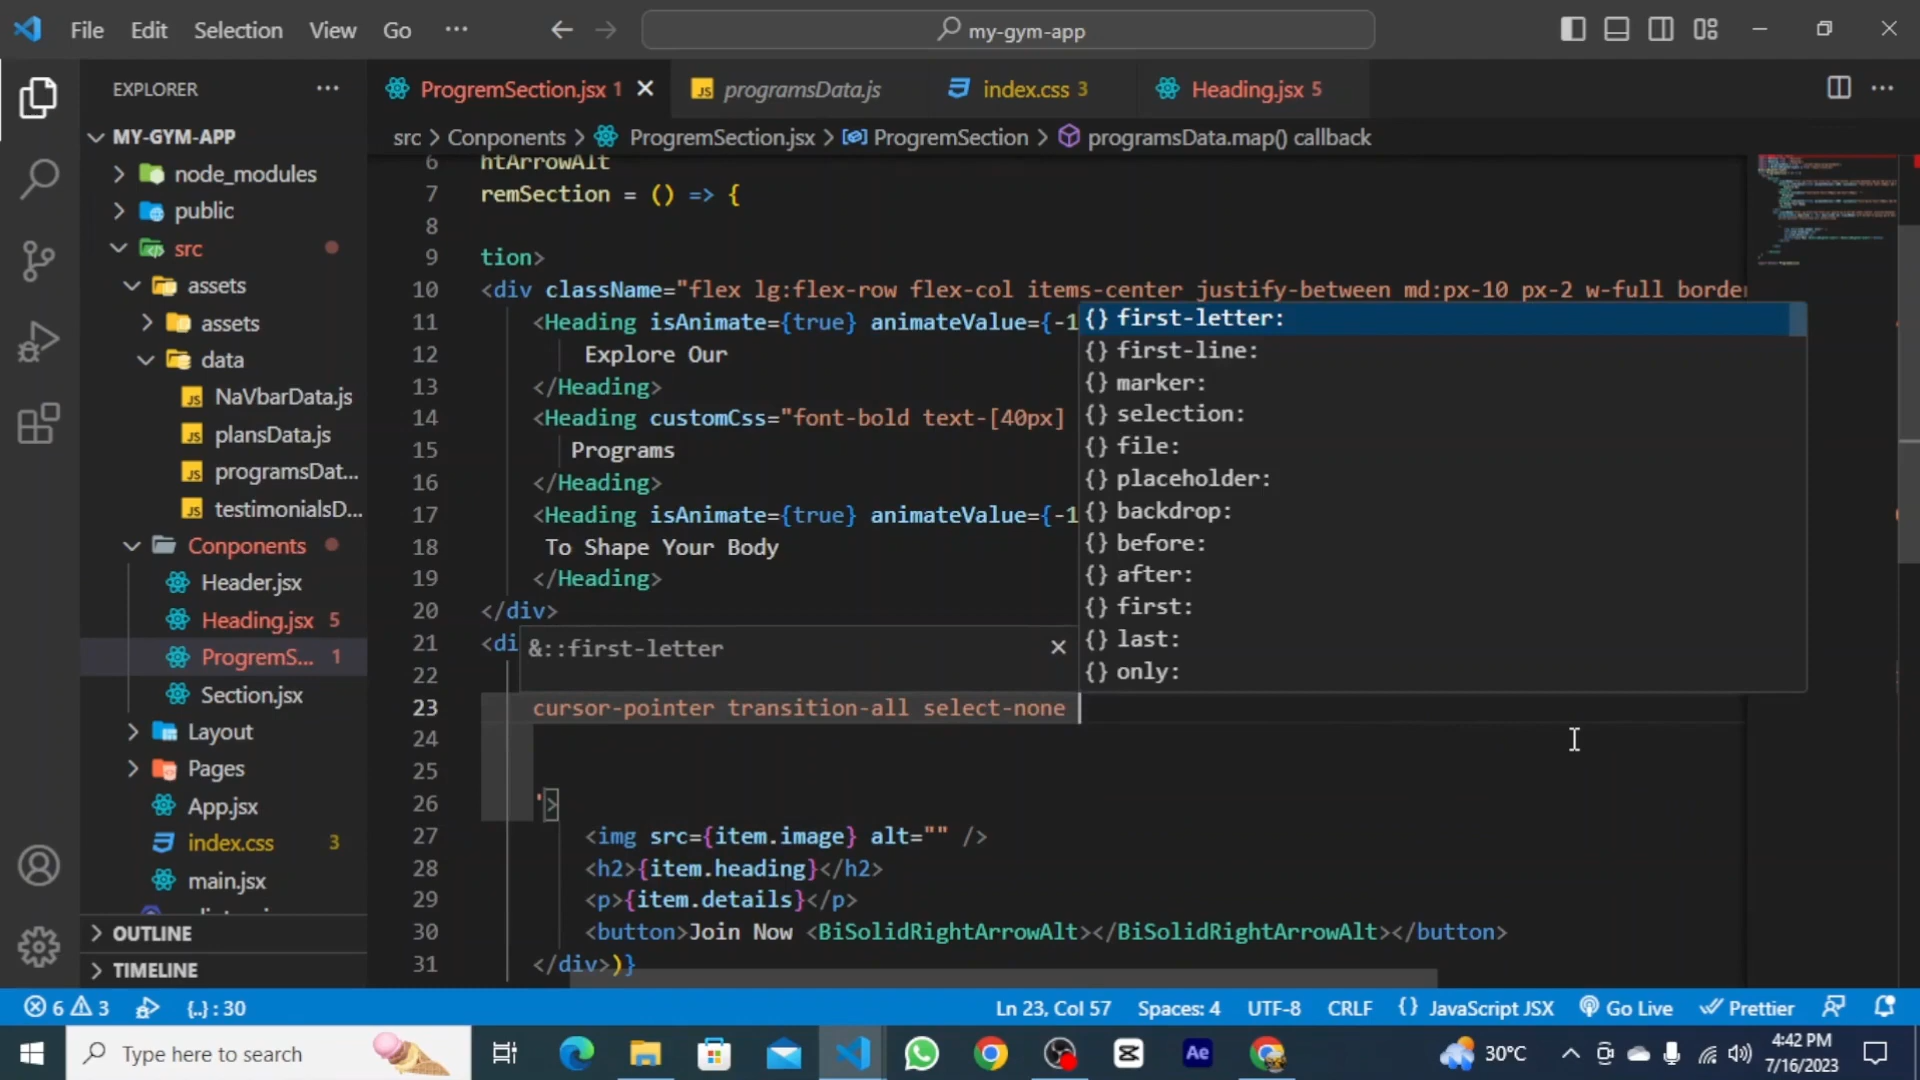 File Edit Selection View Go ··· my-gym-app
EXPLORER ···
ProgremSection.jsx 1 programsData.js index.css 3 Heading.jsx 5
MY-GYM-APP
src > Conponents > ProgremSection.jsx > ProgremSection > programsData.map() callback
node_modules
public
src
assets
assets
data
NaVbarData.js
plansData.js
programsDat...
testimonialsD...
Conponents
Header.jsx
Heading.jsx 5
ProgremS... 1
Section.jsx
Layout
Pages
App.jsx
index.css 3
main.jsx
OUTLINE
TIMELINE
6 htArrowAlt
7 remSection = () => {
8
9 tion>
10 <div className="flex lg:flex-row flex-col items-center justify-between md:px-10 px-2 w-full border
11 <Heading isAnimate={true} animateValue={-1
12 Explore Our
13 </Heading>
14 <Heading customCss="font-bold text-[40px]
15 Programs
16 </Heading>
17 <Heading isAnimate={true} animateValue={-1
18 To Shape Your Body
19 </Heading>
20 </div>
21 <di
22
23 cursor-pointer transition-all select-none
24
25
26 '>
27 <img src={item.image} alt="" />
28 <h2>{item.heading}</h2>
29 <p>{item.details}</p>
30 <button>Join Now <BiSolidRightArrowAlt></BiSolidRightArrowAlt></button>
31 </div>)}
{} first-letter:
{} first-line:
{} marker:
{} selection:
{} file:
{} placeholder:
{} backdrop:
{} before:
{} after:
{} first:
{} last:
{} only:
&::first-letter
6 3 {..} : 30 Ln 23, Col 57 Spaces: 4 UTF-8 CRLF {} JavaScript JSX Go Live Prettier
Type here to search Ae 30°C 4:42 PM
7/16/2023